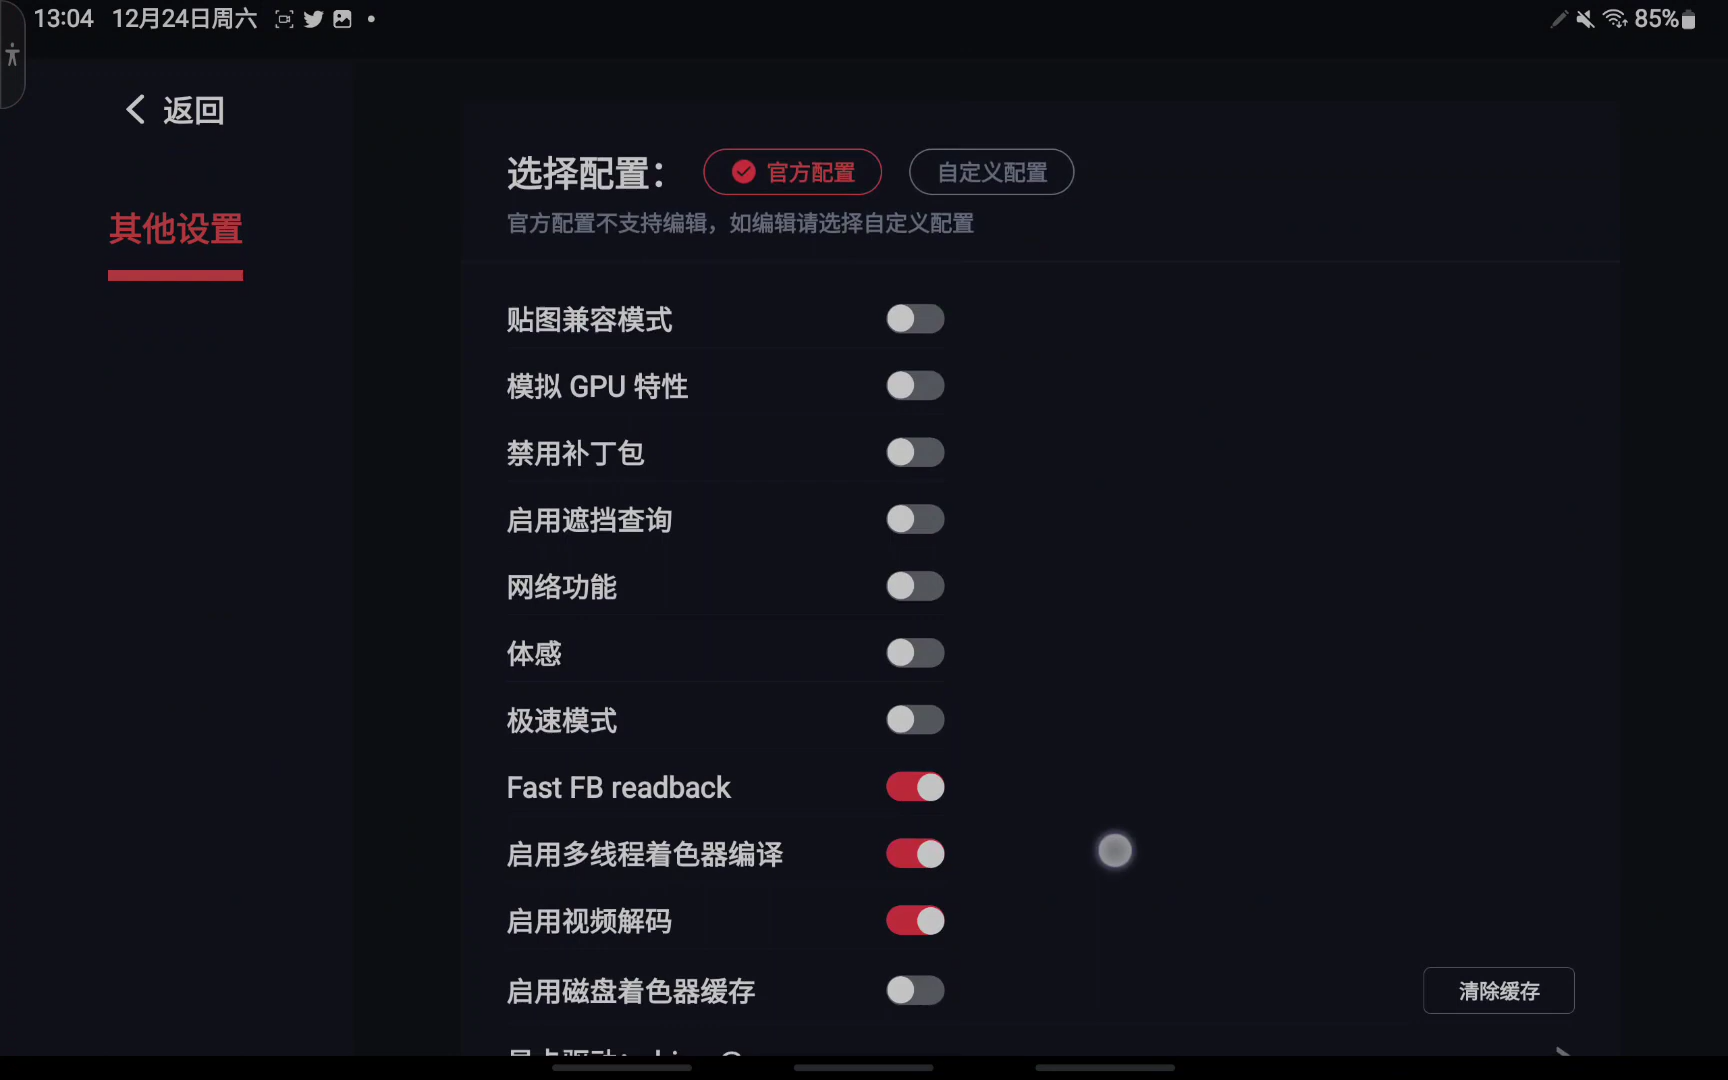 13:04 12月24日周六
85%
返回
其他设置
选择配置：
官方配置
自定义配置
官方配置不支持编辑，如编辑请选择自定义配置
贴图兼容模式
模拟 GPU 特性
禁用补丁包
启用遮挡查询
网络功能
体感
极速模式
Fast FB readback
启用多线程着色器编译
启用视频解码
启用磁盘着色器缓存
清除缓存